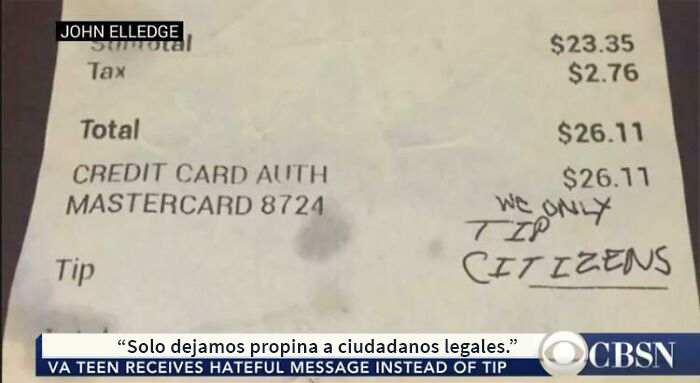 JOHN ELLEDGE
Subtotal $23.35
Tax $2.76
Total $26.11
CREDIT CARD AUTH $26.11
MASTERCARD 8724
WE ONLY
TIP
CITIZENS
Tip
“Solo dejamos propina a ciudadanos legales.”
VA TEEN RECEIVES HATEFUL MESSAGE INSTEAD OF TIP
CBSN